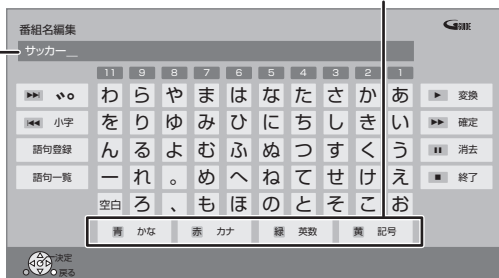 番組名編集
GUIDE
サッカー＿
11 9 8 7 6 5 4 3 2 1
▶▶ ゛゜ わ ら や ま は な た さ か あ ▶ 変換
◀◀ 小字 を り ゆ み ひ に ち し き い ▶▶ 確定
語句登録 ん る よ む ふ ぬ つ す く う ❚❚ 消去
語句一覧 ー れ 。 め へ ね て せ け え ■ 終了
空白 ろ 、 も ほ の と そ こ お
青 かな 赤 カナ 緑 英数 黄 記号
決定
戻る